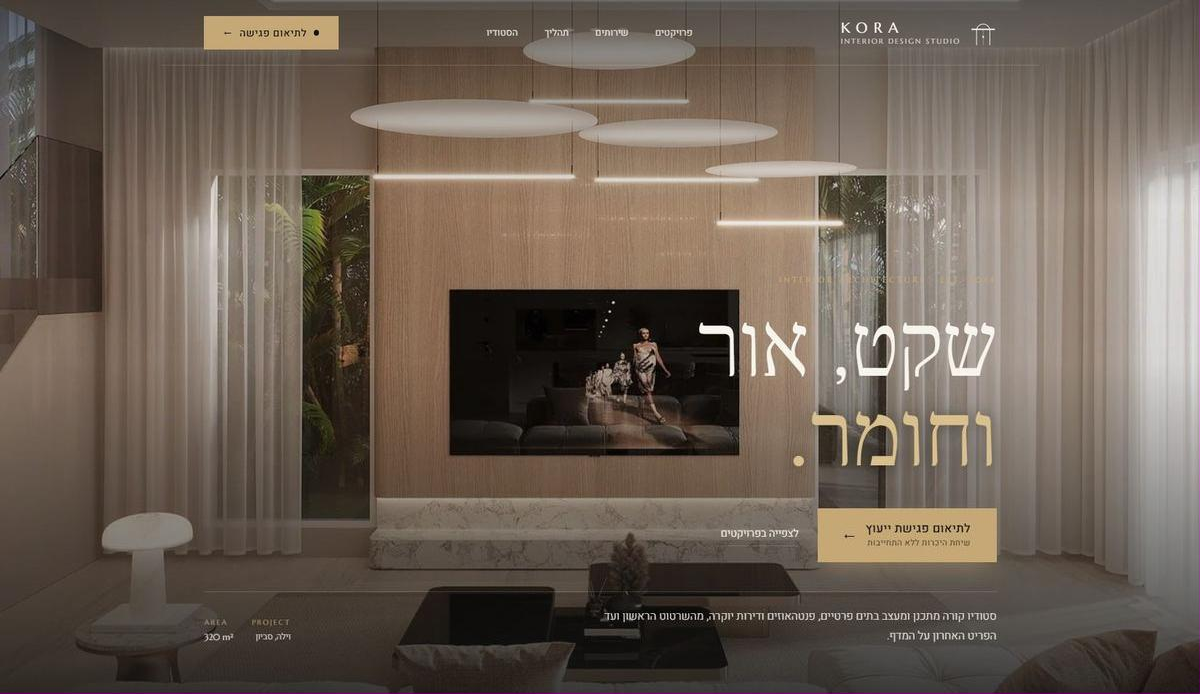 KORA
INTERIOR DESIGN STUDIO
פרויקטים
שירותים
תהליך
הסטודיו
לתיאום פגישה ←
INTERIOR ARCHITECTURE
שקט, אור
וחומר.
לתיאום פגישת ייעוץ ←
שיחת היכרות ללא התחייבות
לצפייה בפרויקטים
סטודיו קורה מתכנן ומעצב בתים פרטיים, פנטהאוזים ודירות יוקרה, מהשרטוט הראשון ועד
הפריט האחרון על המדף.
PROJECT
וילה, סביון
AREA
320 m²